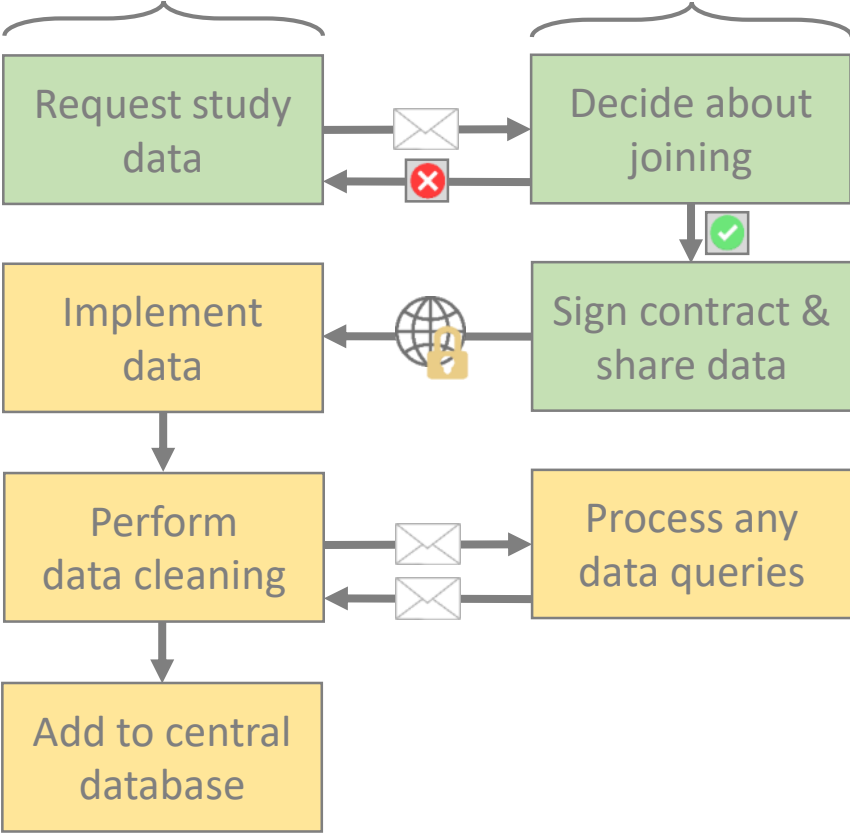 Request study
data
Decide about
joining
Implement
data
Sign contract &
share data
Perform
data cleaning
Process any
data queries
Add to central
database